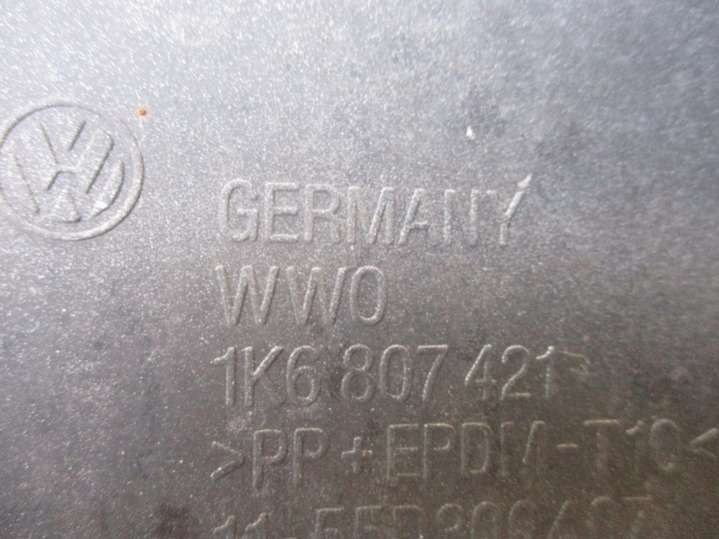 GERMANY
WWO
1K6 807 421
>PP+EPDM-T10<